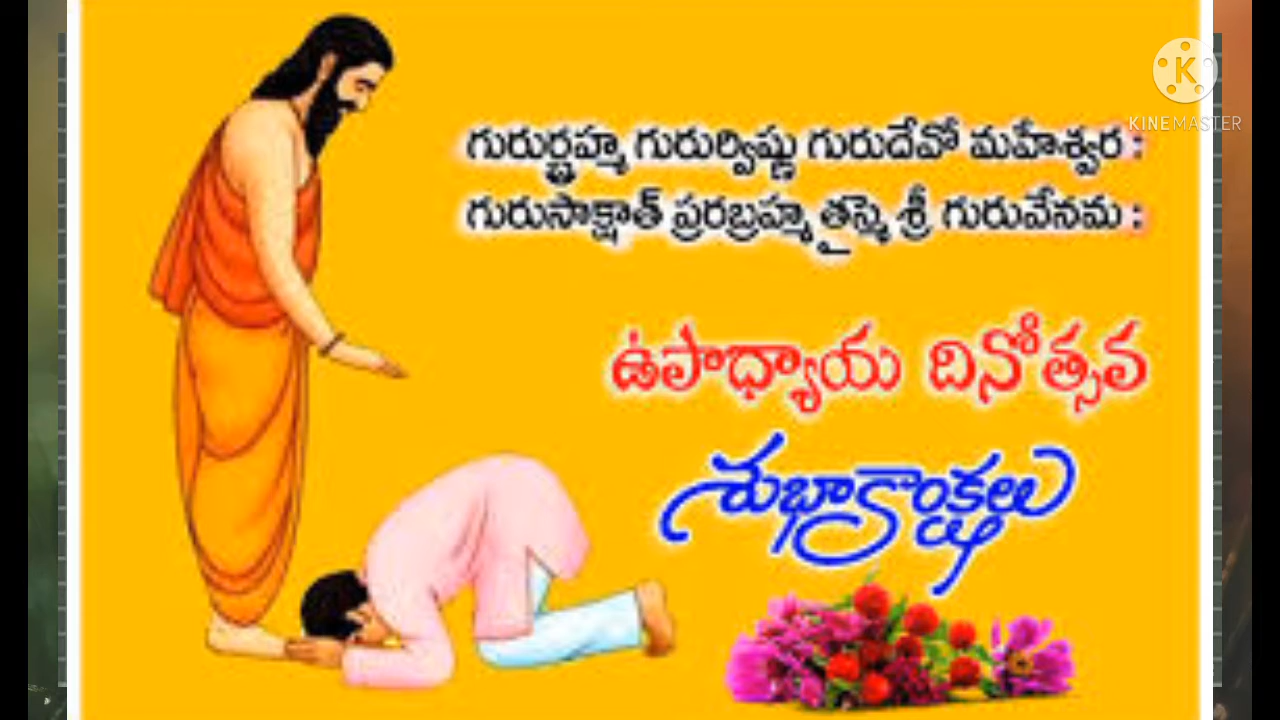 గురుర్బ్రహ్మ గురుర్విష్ణు గురుదేవో మహేశ్వర :
గురుసాక్షాత్ ప్రరబ్రహ్మ తస్మై శ్రీ గురువేనమ :
ఉపాధ్యాయ దినోత్సవ
శుభాకాంక్షలు
K
KINEMASTER